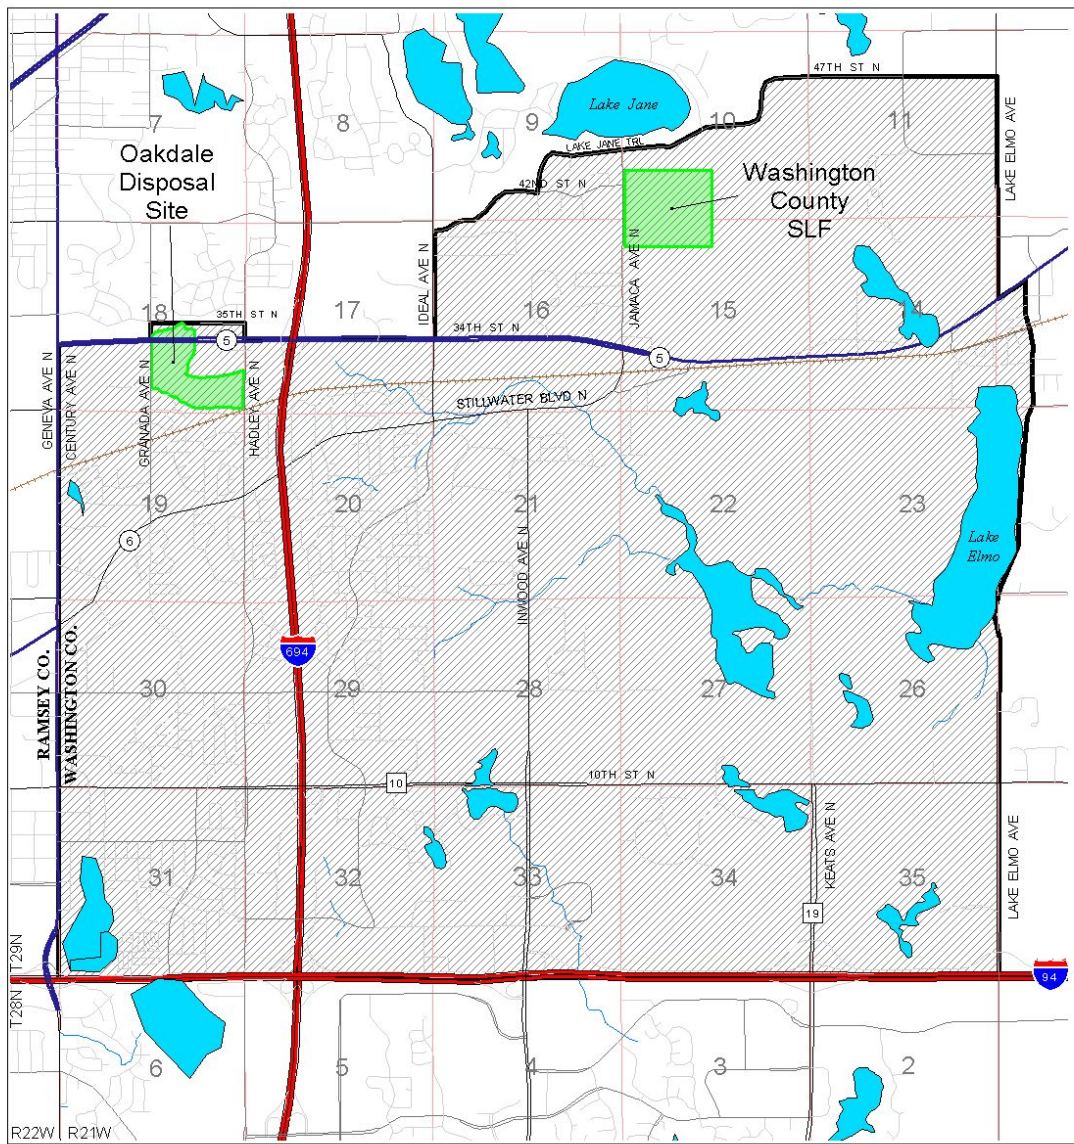 47TH ST N
Lake Jane
7
8
9
10
11
LAKE ELMO AVE
Oakdale
Disposal
Site
LAKE JANE TRL
42ND ST N
Washington
County
SLF
IDEAL AVE N
JAMACA AVE N
18
35TH ST N
17
16
15
14
34TH ST N
5
5
GENEVA AVE N
CENTURY AVE N
GRANADA AVE N
HADLEY AVE N
STILLWATER BLVD N
19
20
21
22
23
6
INWOOD AVE N
Lake
Elmo
694
RAMSEY CO.
WASHINGTON CO.
30
29
28
27
26
10
10TH ST N
KEATS AVE N
LAKE ELMO AVE
31
32
33
34
35
19
T29N
T28N
94
6
5
4
3
2
R22W
R21W